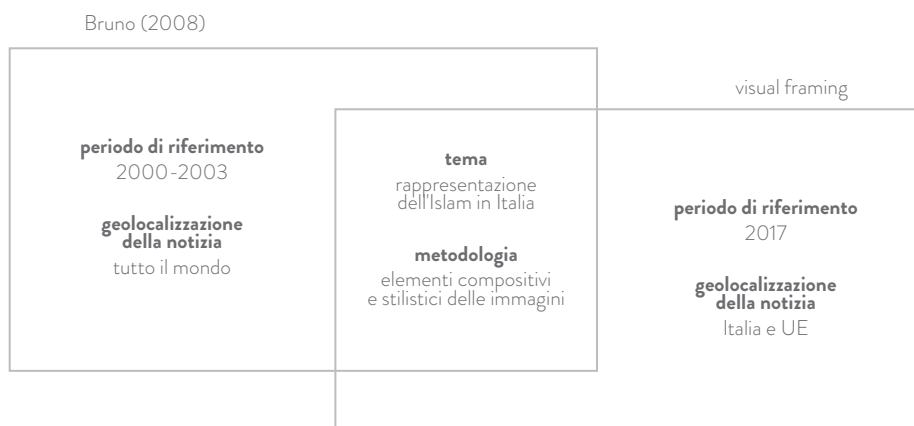 Bruno (2008)
visual framing
periodo di riferimento
2000-2003
geolocalizzazione
della notizia
tutto il mondo
tema
rappresentazione
dell'Islam in Italia
metodologia
elementi compositivi
e stilistici delle immagini
periodo di riferimento
2017
geolocalizzazione
della notizia
Italia e UE